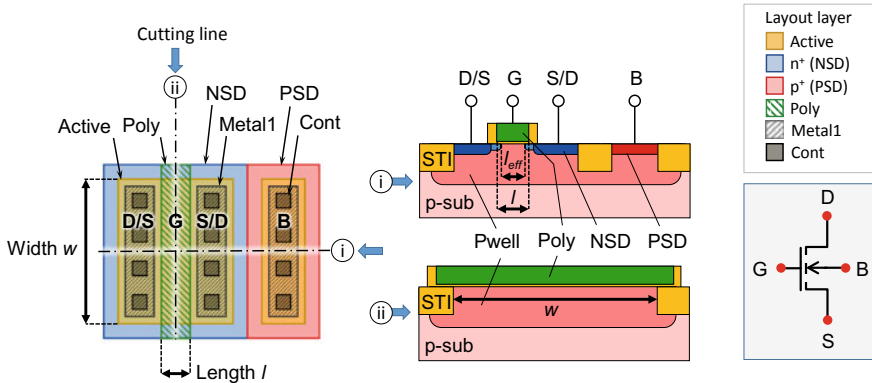 Cutting line
ii
NSD
PSD
Active
Poly
Metal1
Cont
D/S
G
S/D
B
Width w
i
Length l
D/S
G
S/D
B
STI
leff
l
i
p-sub
Pwell
Poly
NSD
PSD
STI
w
ii
p-sub
Layout layer
Active
n+ (NSD)
p+ (PSD)
Poly
Metal1
Cont
D
G
B
S